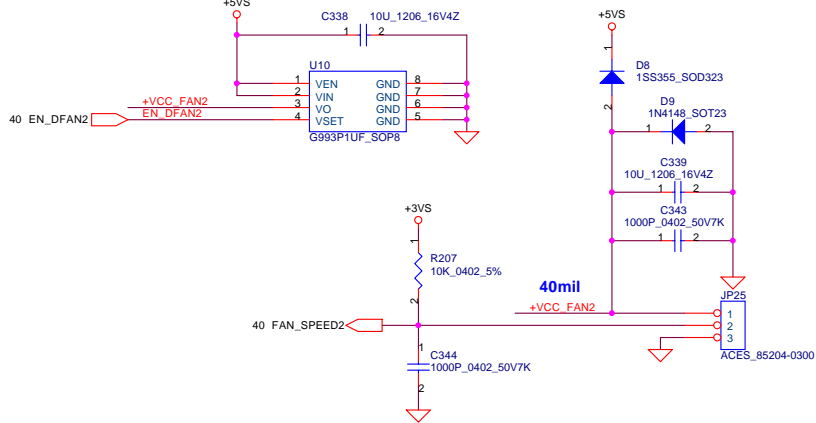 +5VS
C338
10U_1206_16V4Z
1
2
U10
1 VEN GND 8
2 VIN GND 7
3 VO GND 6
4 VSET GND 5
+VCC_FAN2
40 EN_DFAN2
EN_DFAN2
G993P1UF_SOP8
+5VS
1
D8
1SS355_SOD323
2
D9
1N4148_SOT23
1
2
C339
10U_1206_16V4Z
1
2
C343
1000P_0402_50V7K
1
2
+3VS
1
R207
10K_0402_5%
2
40mil
+VCC_FAN2
JP25
1
2
3
ACES_85204-0300
40 FAN_SPEED2
1
C344
1000P_0402_50V7K
2